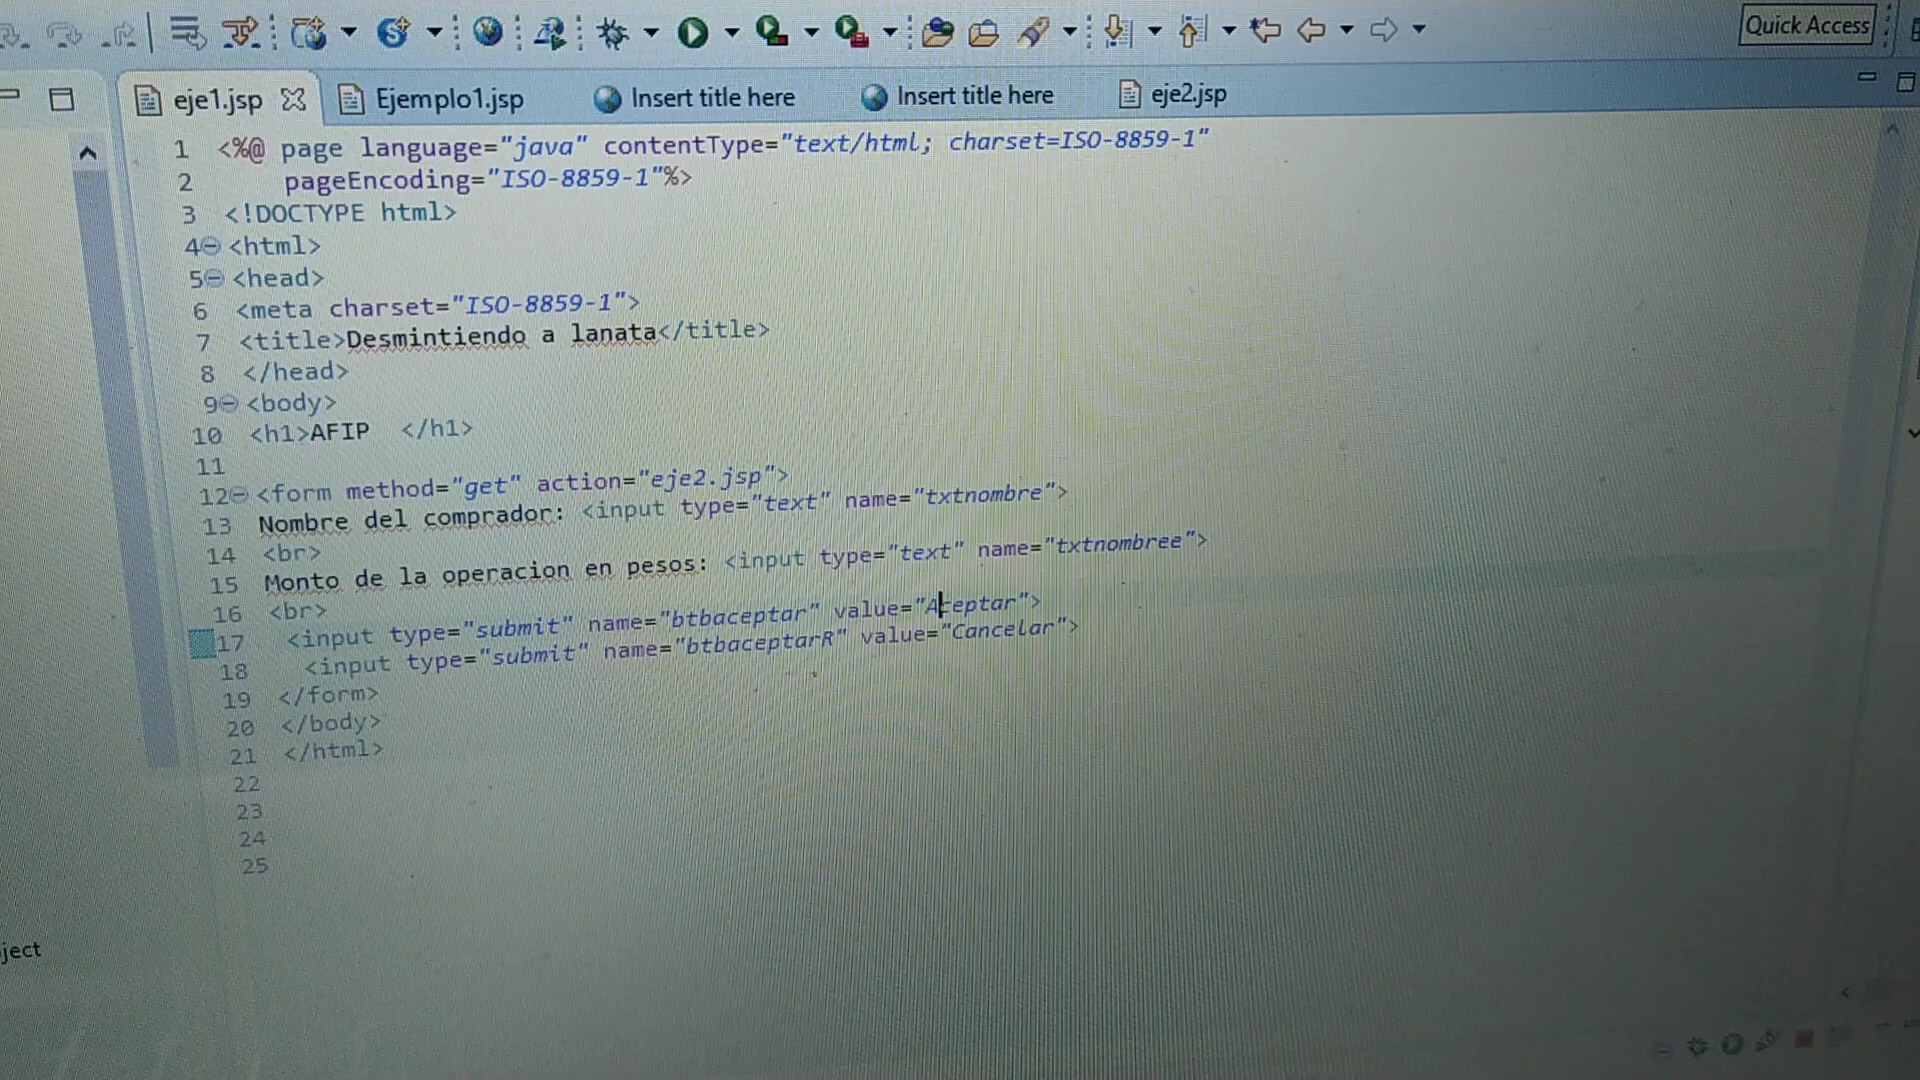 Quick Access
eje1.jsp
Ejemplo1.jsp
Insert title here
Insert title here
eje2.jsp
1 <%@ page language="java" contentType="text/html; charset=ISO-8859-1"
2 pageEncoding="ISO-8859-1"%>
3 <!DOCTYPE html>
4 <html>
5 <head>
6 <meta charset="ISO-8859-1">
7 <title>Desmintiendo a lanata</title>
8 </head>
9 <body>
10 <h1>AFIP </h1>
11
12 <form method="get" action="eje2.jsp">
13 Nombre del comprador: <input type="text" name="txtnombre">
14 <br>
15 Monto de la operacion en pesos: <input type="text" name="txtnombree">
16 <br>
17 <input type="submit" name="btbaceptar" value="Aceptar">
18 <input type="submit" name="btbaceptarR" value="Cancelar">
19 </form>
20 </body>
21 </html>
22
23
24
25
ject